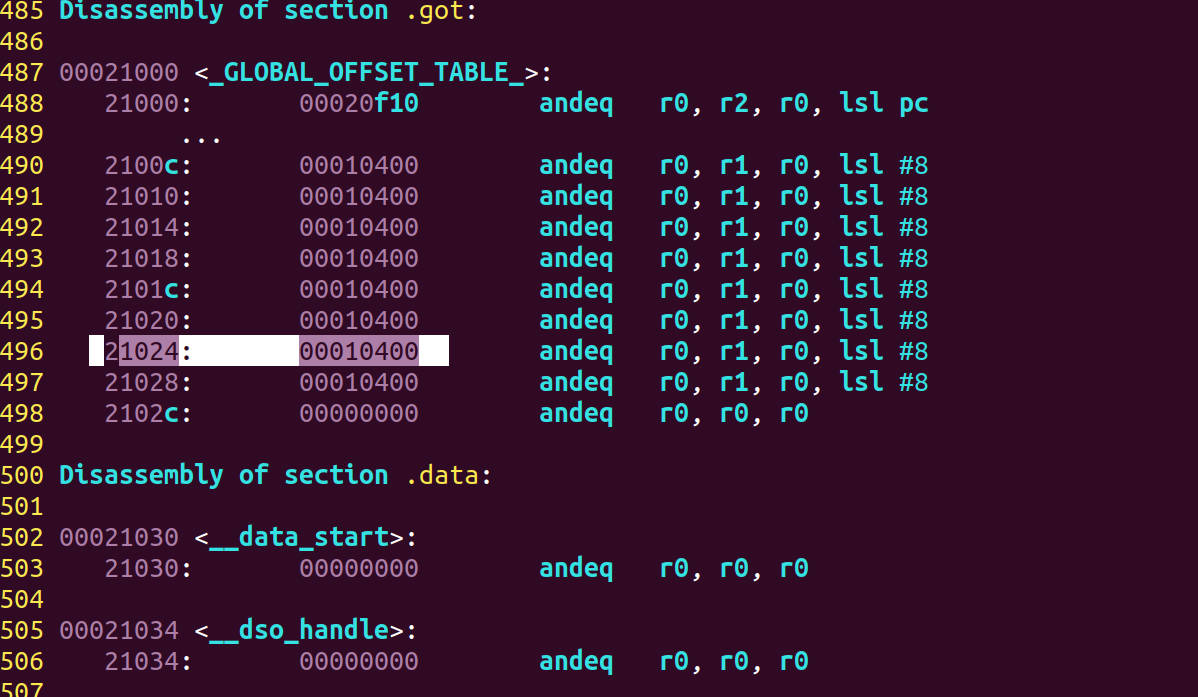 485 Disassembly of section .got:
486
487 00021000 <_GLOBAL_OFFSET_TABLE_>:
488    21000:       00020f10        andeq   r0, r2, r0, lsl pc
489         ...
490    2100c:       00010400        andeq   r0, r1, r0, lsl #8
491    21010:       00010400        andeq   r0, r1, r0, lsl #8
492    21014:       00010400        andeq   r0, r1, r0, lsl #8
493    21018:       00010400        andeq   r0, r1, r0, lsl #8
494    2101c:       00010400        andeq   r0, r1, r0, lsl #8
495    21020:       00010400        andeq   r0, r1, r0, lsl #8
496    21024:       00010400        andeq   r0, r1, r0, lsl #8
497    21028:       00010400        andeq   r0, r1, r0, lsl #8
498    2102c:       00000000        andeq   r0, r0, r0
499
500 Disassembly of section .data:
501
502 00021030 <__data_start>:
503    21030:       00000000        andeq   r0, r0, r0
504
505 00021034 <__dso_handle>:
506    21034:       00000000        andeq   r0, r0, r0
507